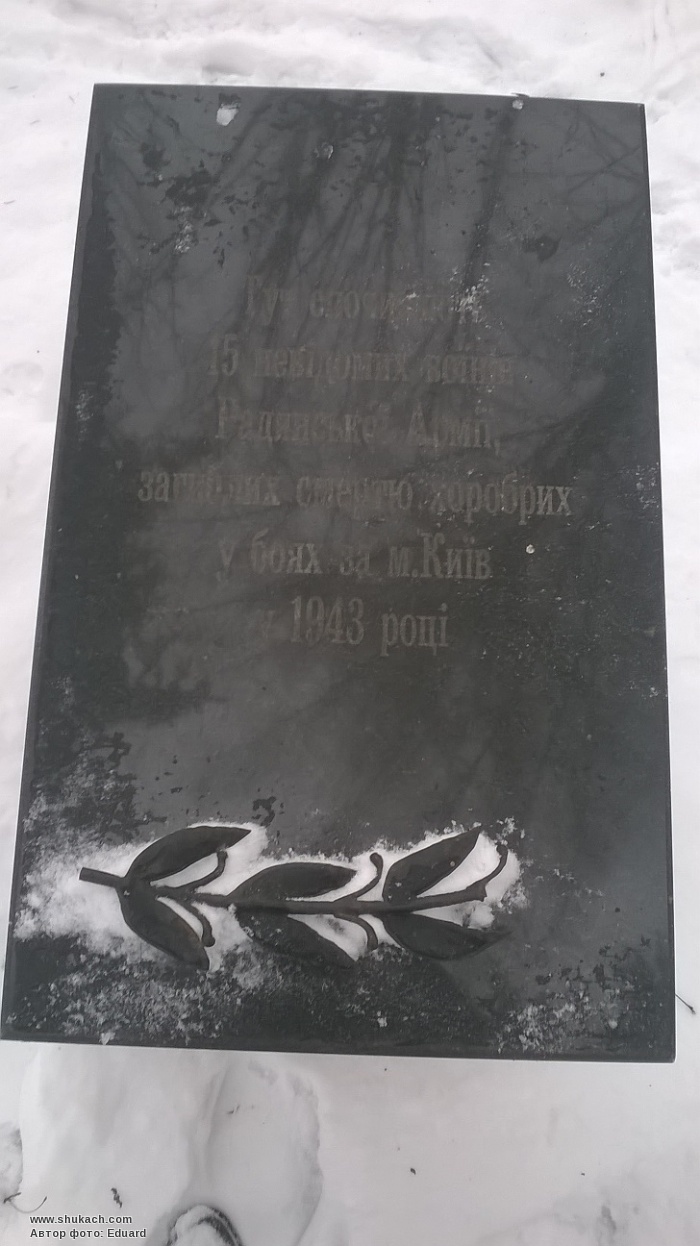 Тут спочивають
15 невідомих воїнів
Радянської Армії,
загиблих смертю хоробрих
у боях за м.Київ
у 1943 році
www.shukach.com
Автор фото: Eduard